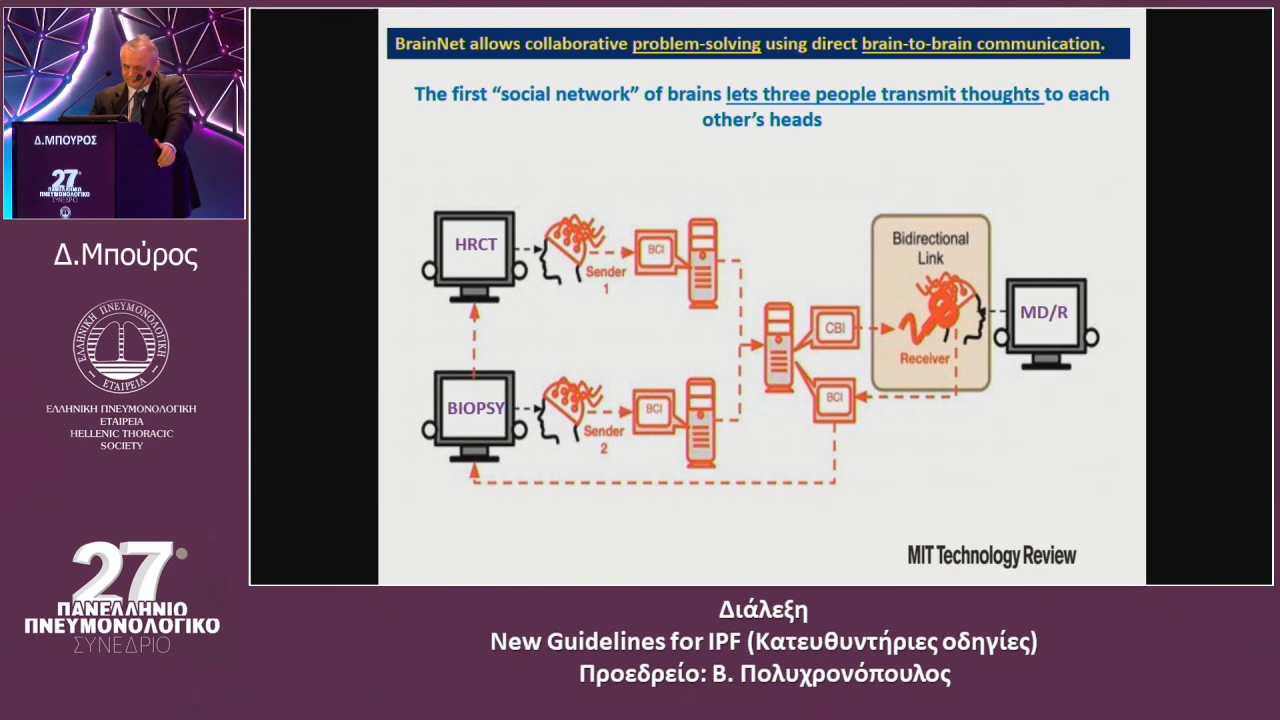 BrainNet allows collaborative problem-solving using direct brain-to-brain communication.
The first “social network” of brains lets three people transmit thoughts to each
other’s heads
Δ.ΜΠΟΥΡΟΣ
27ο
ΠΑΝΕΛΛΗΝΙΟ
ΠΝΕΥΜΟΝΟΛΟΓΙΚΟ
ΣΥΝΕΔΡΙΟ
Δ.Μπούρος
ΕΛΛΗΝΙΚΗ ΠΝΕΥΜΟΝΟΛΟΓΙΚΗ
ΕΤΑΙΡΕΙΑ
ΕΛΛΗΝΙΚΗ ΠΝΕΥΜΟΝΟΛΟΓΙΚΗ
ΕΤΑΙΡΕΙΑ
HELLENIC THORACIC
SOCIETY
27
ΠΑΝΕΛΛΗΝΙΟ
ΠΝΕΥΜΟΝΟΛΟΓΙΚΟ
ΣΥΝΕΔΡΙΟ
HRCT
Sender
1
BCI
BIOPSY
Sender
2
BCI
CBI
BCI
Bidirectional
Link
Receiver
MD/R
MIT Technology Review
Διάλεξη
New Guidelines for IPF (Κατευθυντήριες οδηγίες)
Προεδρείο: Β. Πολυχρονόπουλος